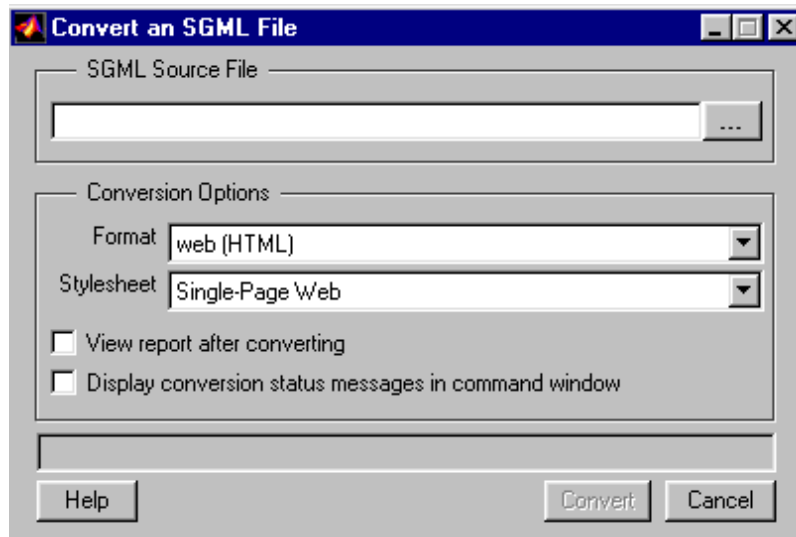 Convert an SGML File
SGML Source File
...
Conversion Options
Format web (HTML)
Stylesheet Single-Page Web
View report after converting
Display conversion status messages in command window
Help Convert Cancel